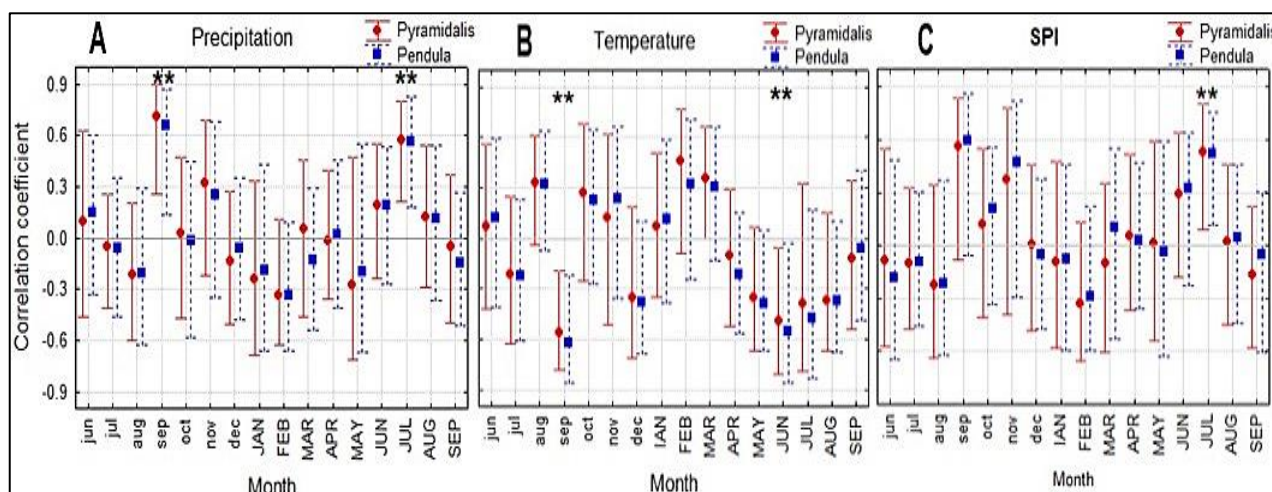 A Precipitation
Pyramidalis
Pendula
B Temperature
Pyramidalis
Pendula
C SPI
Pyramidalis
Pendula
Correlation coefficient
0.9
0.6
0.3
0.0
-0.3
-0.6
-0.9
** **
** **
**
jun jul aug sep oct nov dec JAN FEB MAR APR MAY JUN JUL AUG SEP
Month
jun jul aug sep oct nov dec IAN FEB MAR APR MAY JUN JUL AUG SEP
Month
jun jul aug sep oct nov dec IAN FEB MAR APR MAY JUN JUL AUG SEP
Month